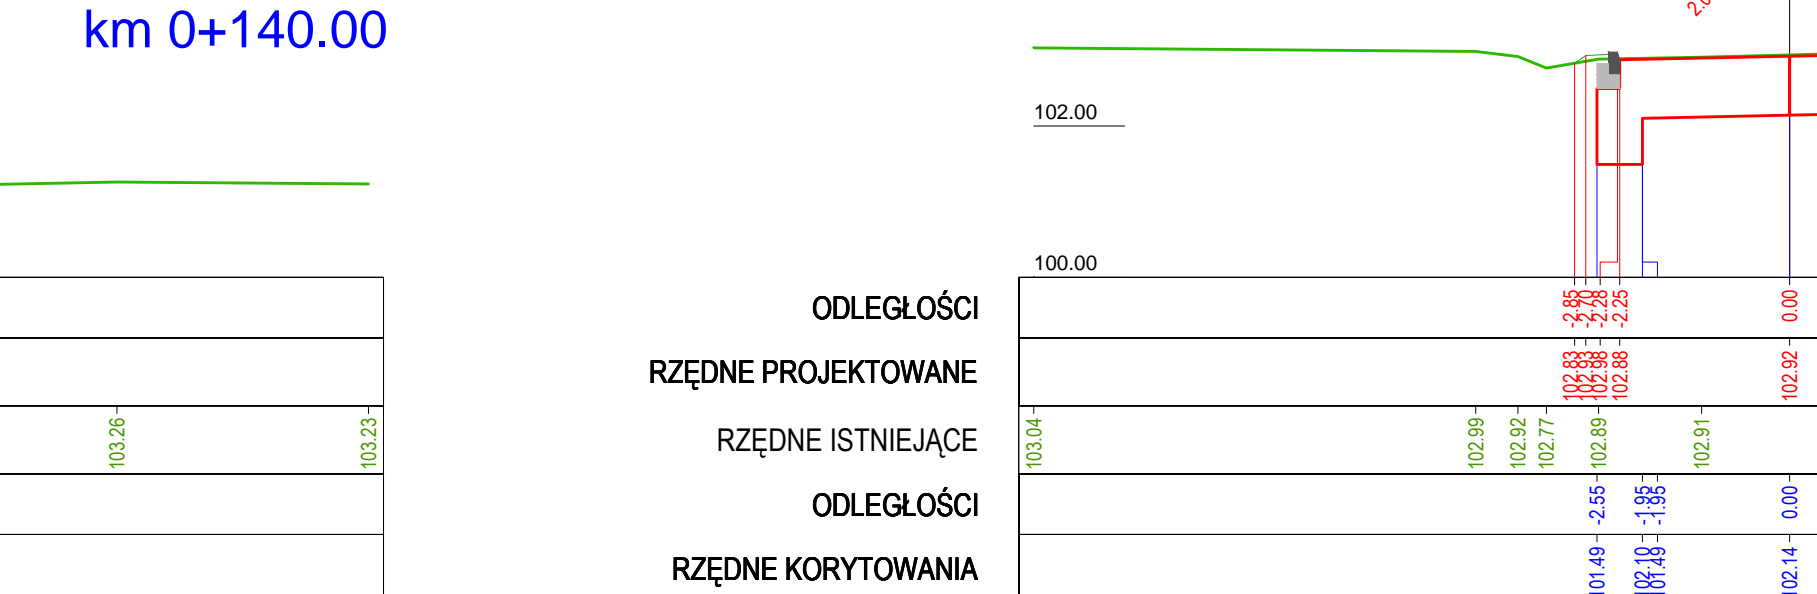 km 0+140.00
2.0
102.00
100.00
ODLEGŁOŚCI
-2.85 -2.70 -2.28 -2.25 0.00
RZĘDNE PROJEKTOWANE
102.83 102.93 102.98 102.88 102.92
103.26 103.23
RZĘDNE ISTNIEJĄCE
103.04 102.99 102.92 102.77 102.89 102.91
ODLEGŁOŚCI
-2.55 -1.95 -1.95 0.00
RZĘDNE KORYTOWANIA
101.49 102.10 101.49 102.14